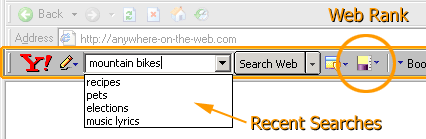 Back
Web Rank
Address http://anywhere-on-the-web.com
Y! mountain bikes Search Web Boo
recipes
pets
elections
music lyrics
Recent Searches